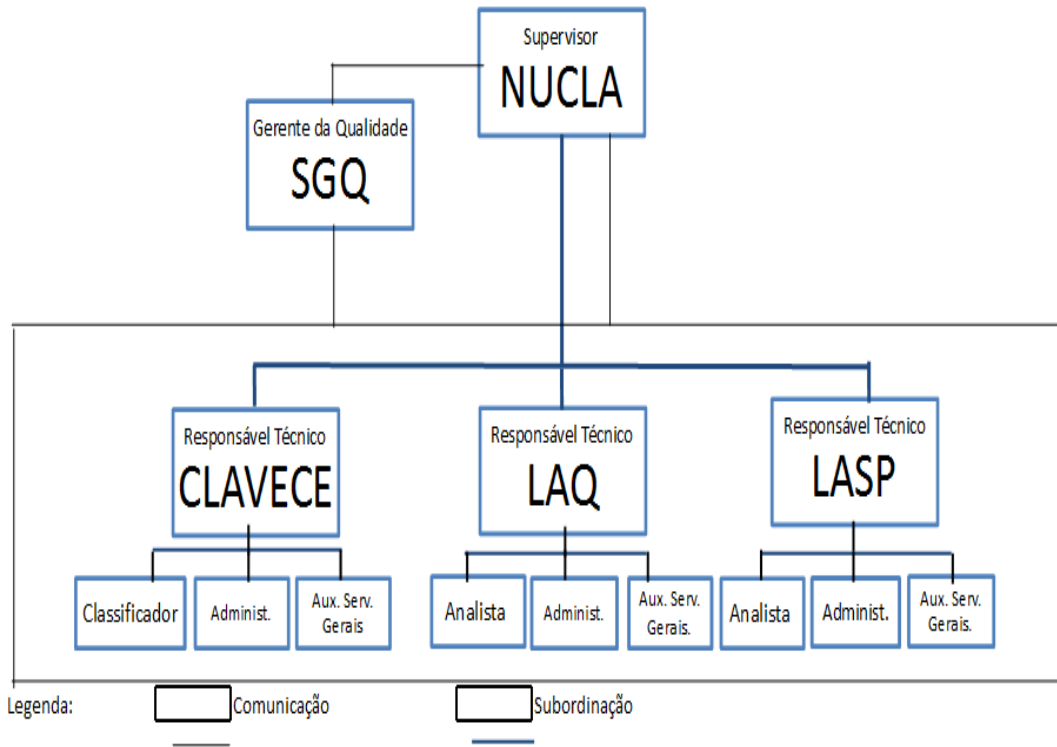 Supervisor
NUCLA
Gerente da Qualidade
SGQ
Responsável Técnico
CLAVECE
Responsável Técnico
LAQ
Responsável Técnico
LASP
Classificador
Administ.
Aux. Serv.
Gerais
Analista
Administ.
Aux. Serv.
Gerais.
Analista
Administ.
Aux. Serv.
Gerais.
Legenda:
Comunicação
Subordinação